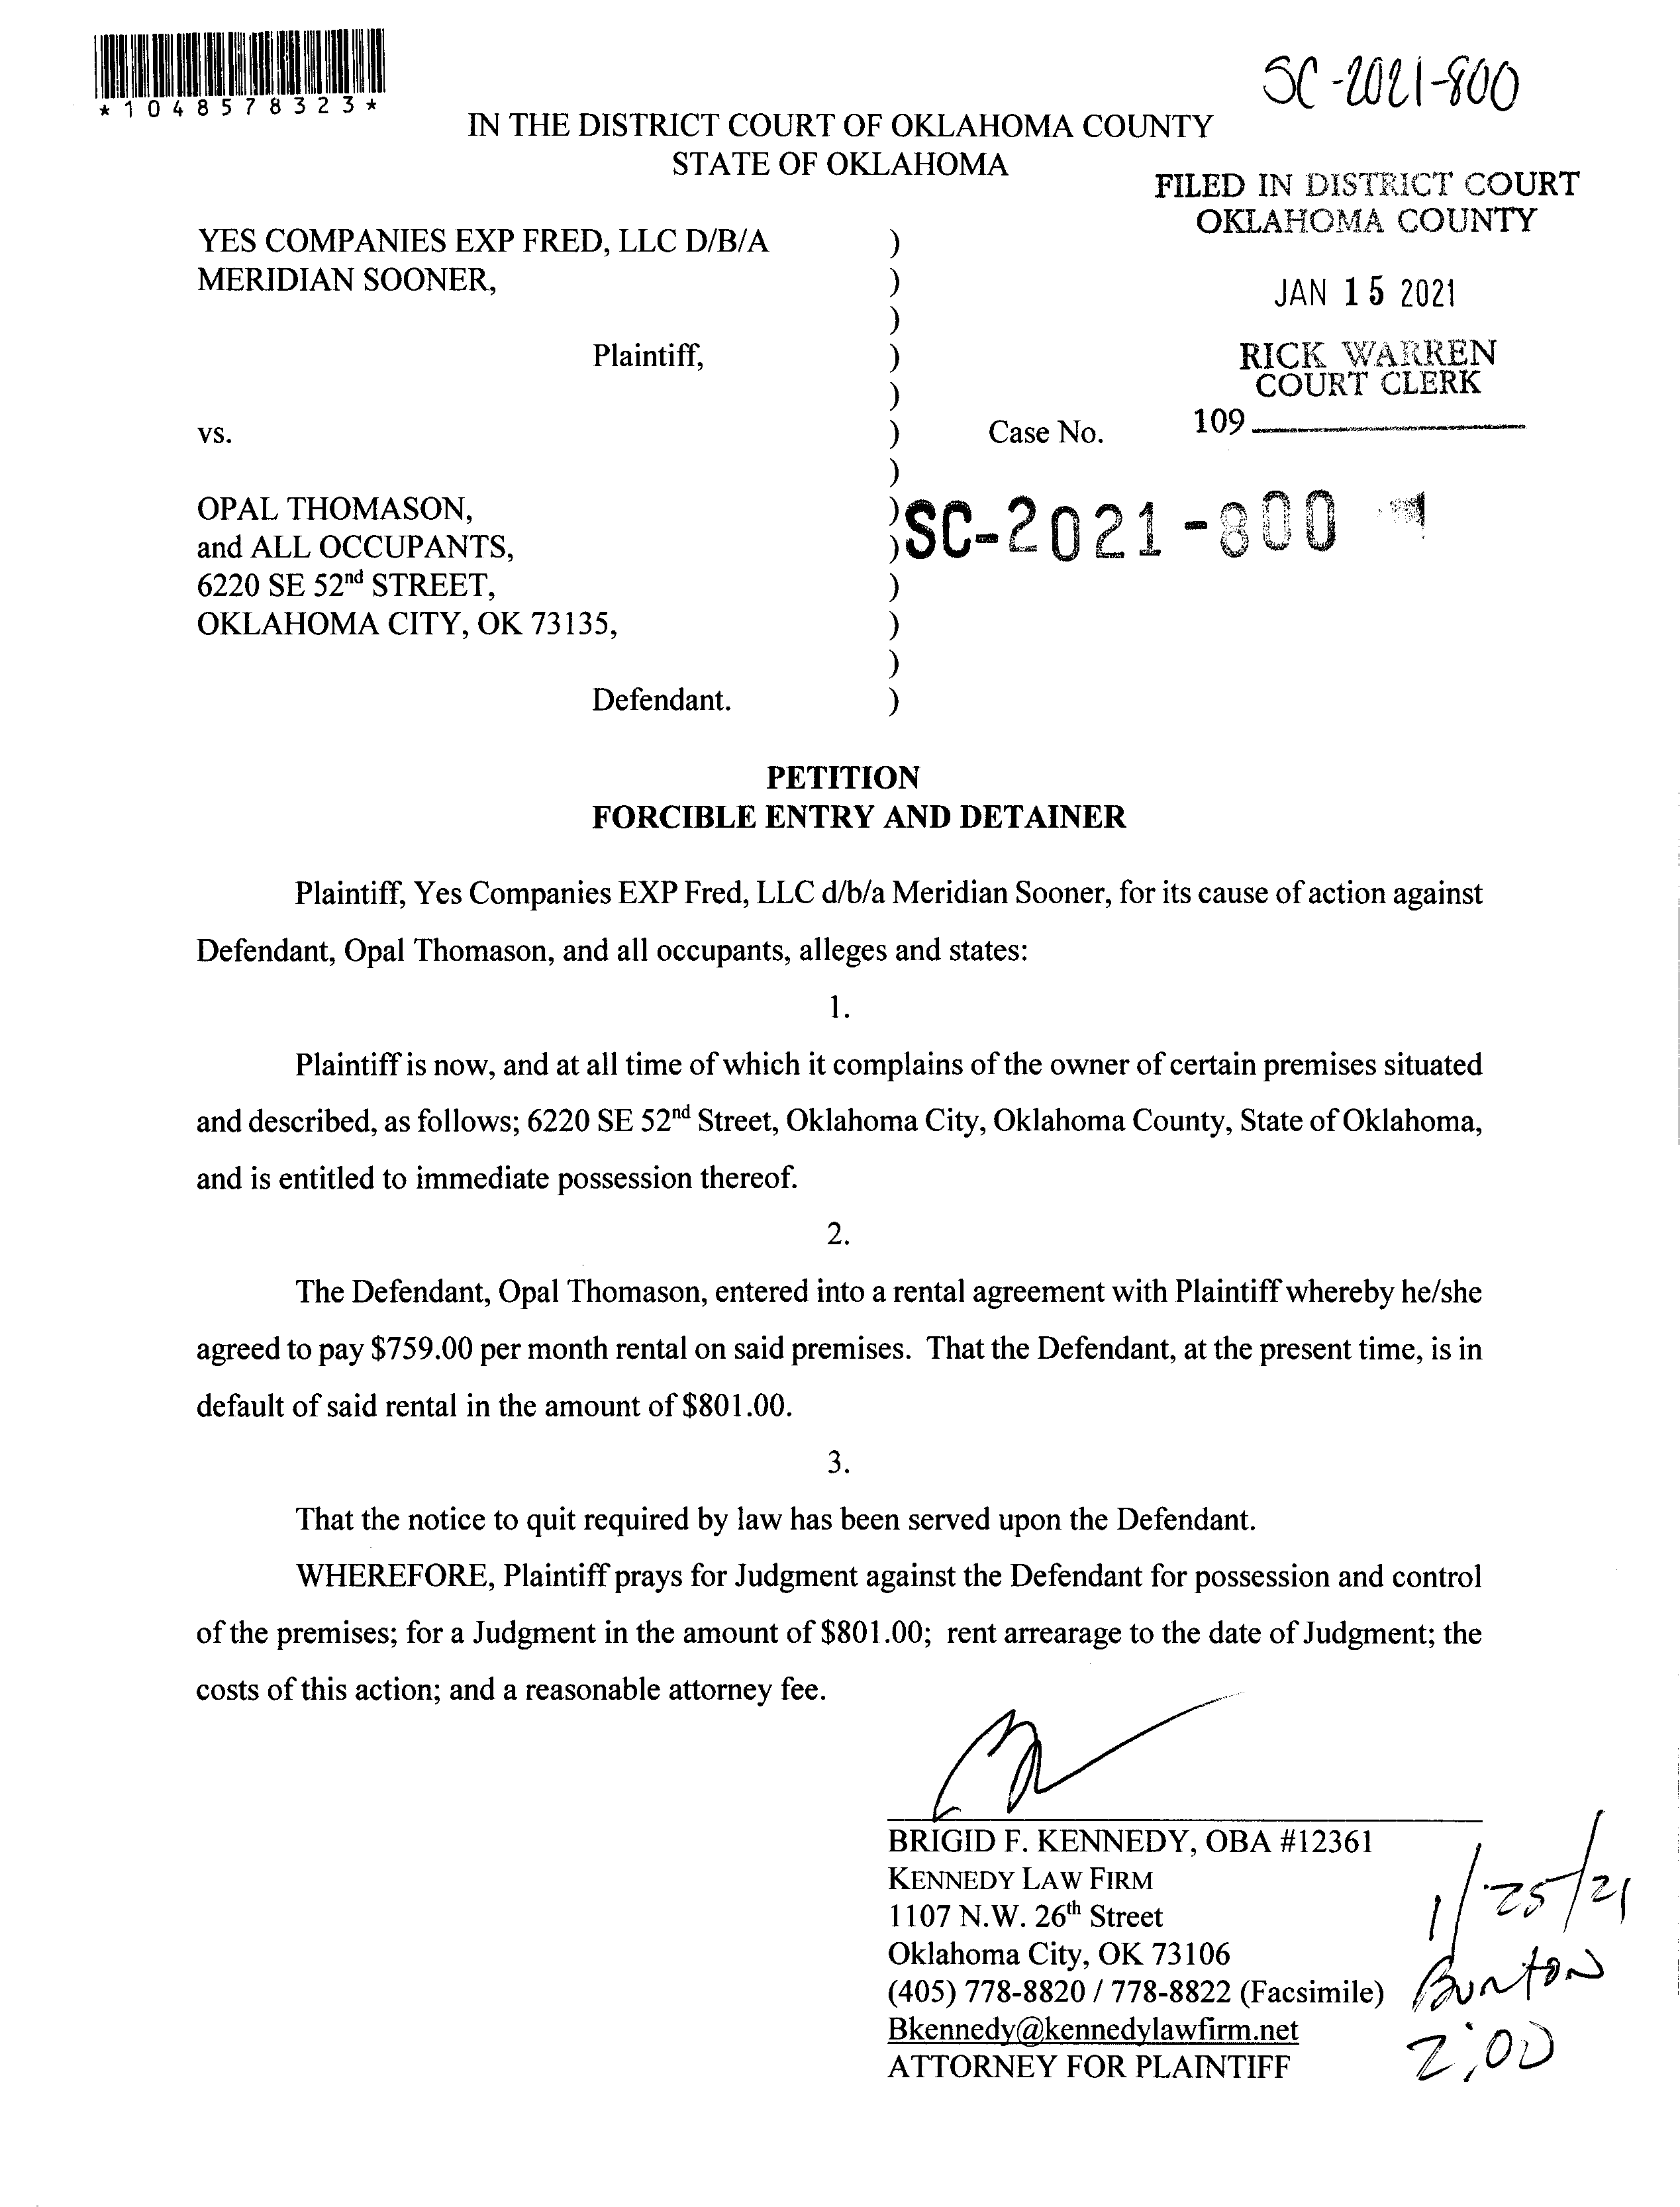 *1048578323*
SC-2021-800
IN THE DISTRICT COURT OF OKLAHOMA COUNTY
STATE OF OKLAHOMA
FILED IN DISTRICT COURT
OKLAHOMA COUNTY
JAN 15 2021
RICK WARREN
COURT CLERK
109
YES COMPANIES EXP FRED, LLC D/B/A )
MERIDIAN SOONER, )
)
Plaintiff, )
)
vs. ) Case No.
)
OPAL THOMASON, ) SC-2021-800
and ALL OCCUPANTS, )
6220 SE 52nd STREET, )
OKLAHOMA CITY, OK 73135, )
)
Defendant. )
PETITION
FORCIBLE ENTRY AND DETAINER
Plaintiff, Yes Companies EXP Fred, LLC d/b/a Meridian Sooner, for its cause of action against
Defendant, Opal Thomason, and all occupants, alleges and states:
1.
Plaintiff is now, and at all time of which it complains of the owner of certain premises situated
and described, as follows; 6220 SE 52nd Street, Oklahoma City, Oklahoma County, State of Oklahoma,
and is entitled to immediate possession thereof.
2.
The Defendant, Opal Thomason, entered into a rental agreement with Plaintiff whereby he/she
agreed to pay $759.00 per month rental on said premises. That the Defendant, at the present time, is in
default of said rental in the amount of $801.00.
3.
That the notice to quit required by law has been served upon the Defendant.
WHEREFORE, Plaintiff prays for Judgment against the Defendant for possession and control
of the premises; for a Judgment in the amount of $801.00; rent arrearage to the date of Judgment; the
costs of this action; and a reasonable attorney fee.
BRIGID F. KENNEDY, OBA #12361
KENNEDY LAW FIRM
1107 N.W. 26th Street
Oklahoma City, OK 73106
(405) 778-8820 / 778-8822 (Facsimile)
Bkennedy@kennedylawfirm.net
ATTORNEY FOR PLAINTIFF
1/25/21
Burton
2:00